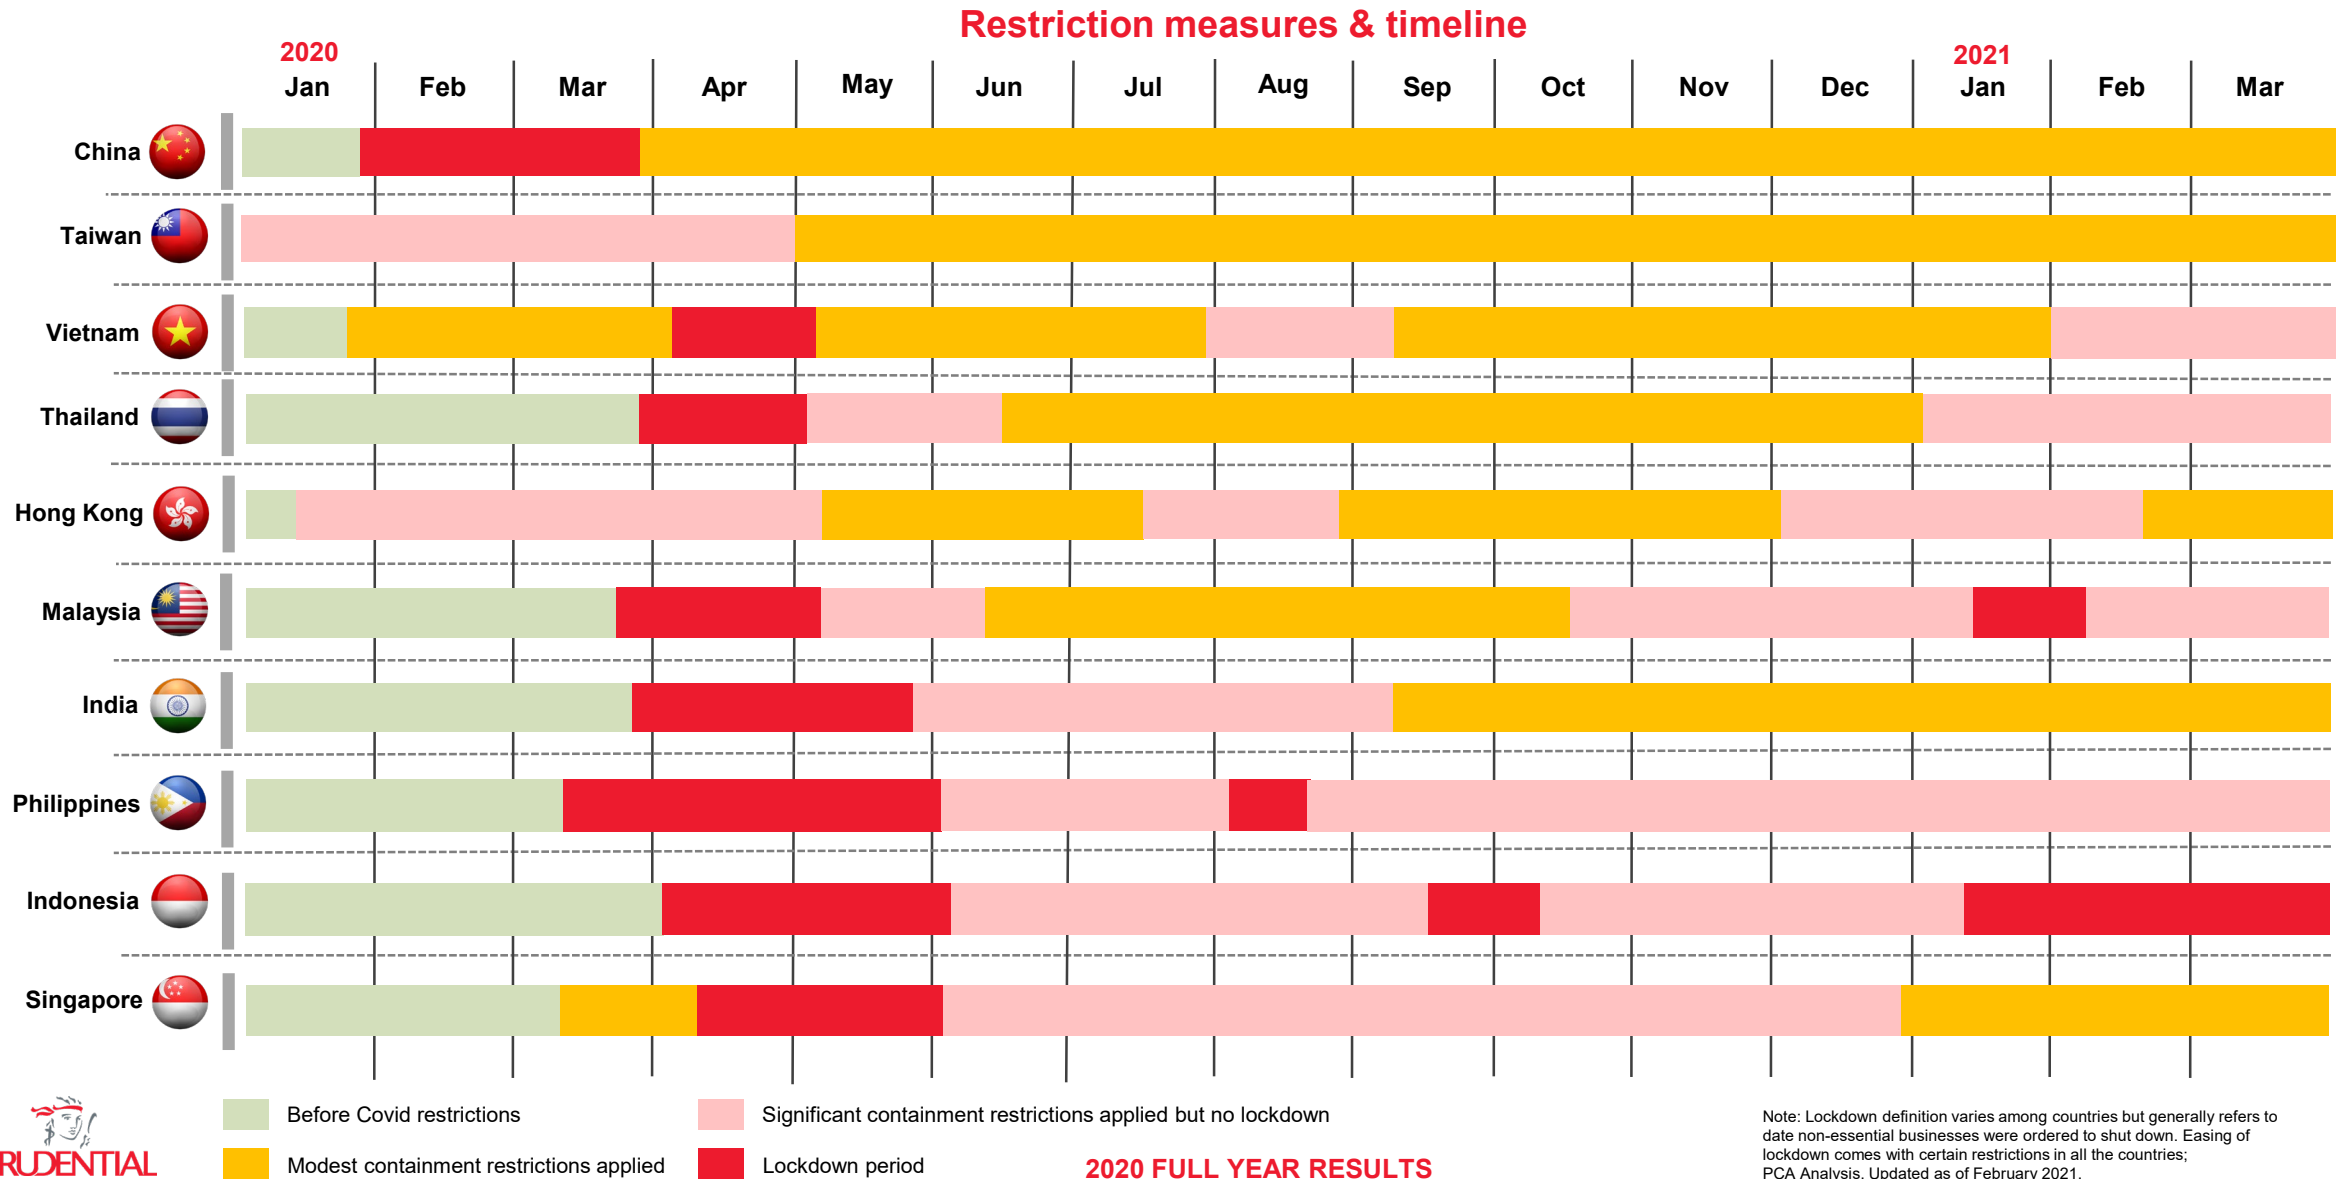 Restriction measures & timeline
2020
2021
Jan Feb Mar Apr May Jun Jul Aug Sep Oct Nov Dec Jan Feb Mar
China
Taiwan
Vietnam
Thailand
Hong Kong
Malaysia
India
Philippines
Indonesia
Singapore
Before Covid restrictions
Significant containment restrictions applied but no lockdown
Modest containment restrictions applied
Lockdown period
RUDENTIAL
2020 FULL YEAR RESULTS
Note: Lockdown definition varies among countries but generally refers to
date non-essential businesses were ordered to shut down. Easing of
lockdown comes with certain restrictions in all the countries;
PCA Analysis. Updated as of February 2021.